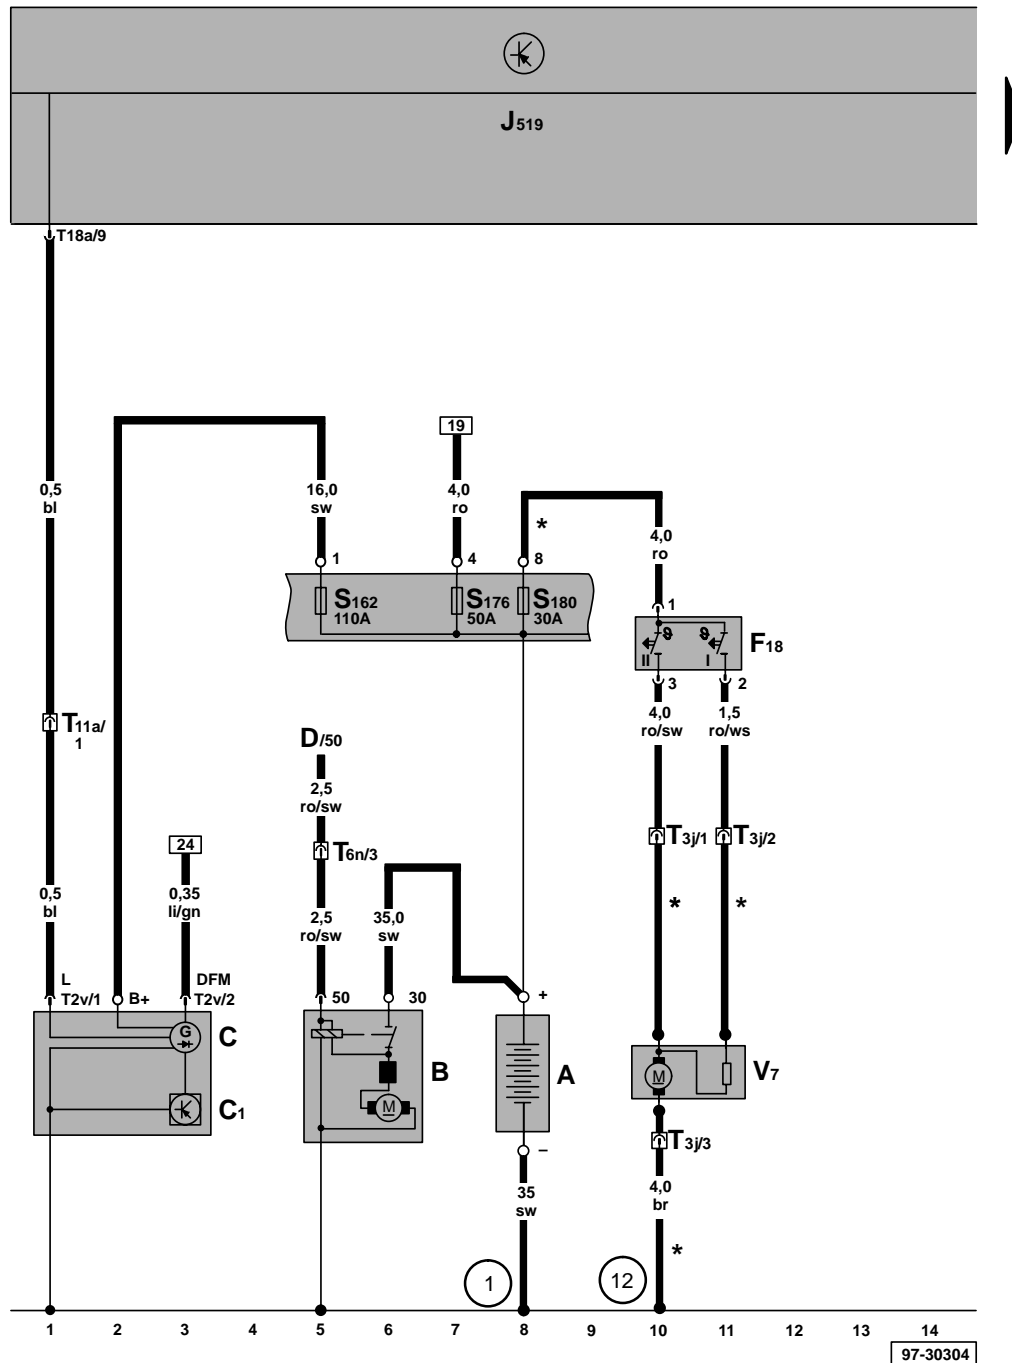 J519
T18a/9
19
0,5
bl
16,0
sw
4,0
ro
*
4,0
ro
1
4
8
1
S162
110A
S176
50A
S180
30A
ϑ
ϑ
II
I
F18
3
2
4,0
ro/sw
1,5
ro/ws
T11a/
1
D/50
2,5
ro/sw
24
T6n/3
T3j/1
T3j/2
0,5
bl
0,35
li/gn
2,5
ro/sw
35,0
sw
*
*
L
DFM
T2v/1
B+
T2v/2
50
30
+
G
C
B
A
M
V7
C1
M
T3j/3
–
35
sw
4,0
br
*
1
12
1 2 3 4 5 6 7 8 9 10 11 12 13 14
97-30304